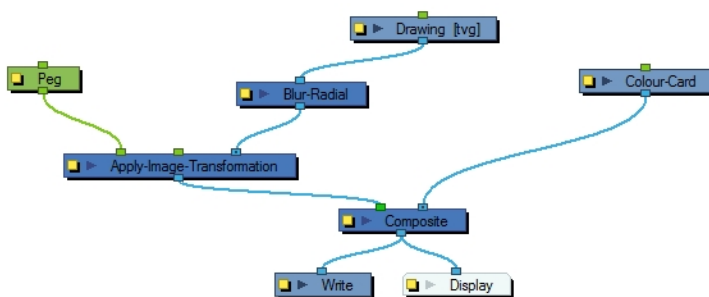 Drawing [tvg]
Peg
Colour-Card
Blur-Radial
Apply-Image-Transformation
Composite
Write
Display